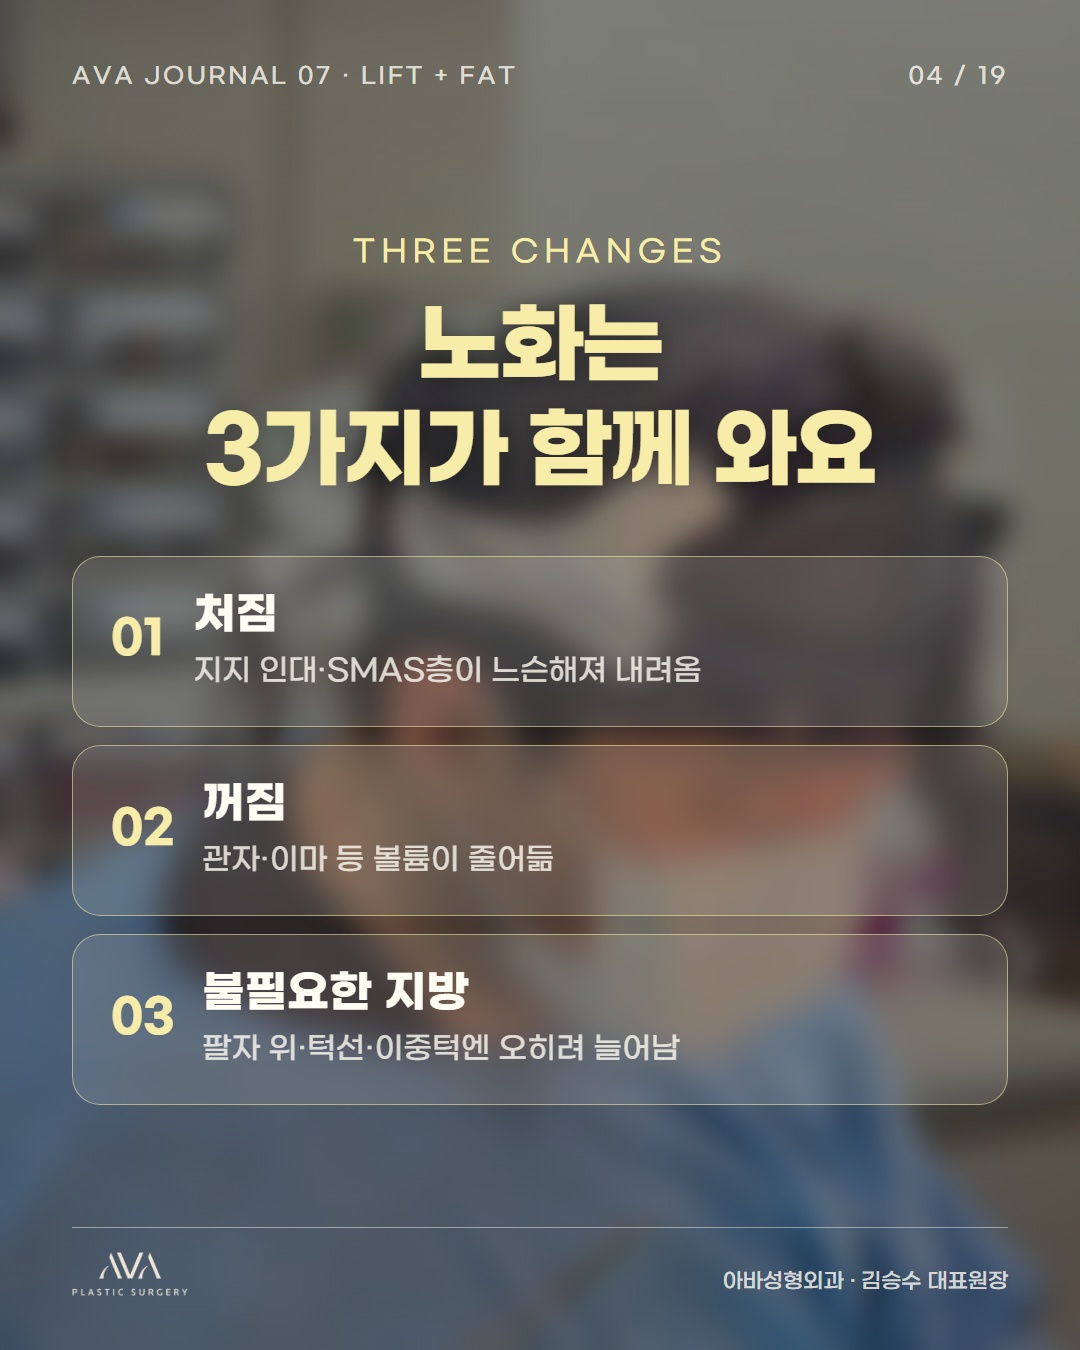 AVA JOURNAL 07 · LIFT + FAT
04 / 19
THREE CHANGES
노화는
3가지가 함께 와요
01
처짐
지지 인대·SMAS층이 느슨해져 내려옴
02
꺼짐
관자·이마 등 볼륨이 줄어듦
03
불필요한 지방
팔자 위·턱선·이중턱엔 오히려 늘어남
AVA
PLASTIC SURGERY
아바성형외과 · 김승수 대표원장